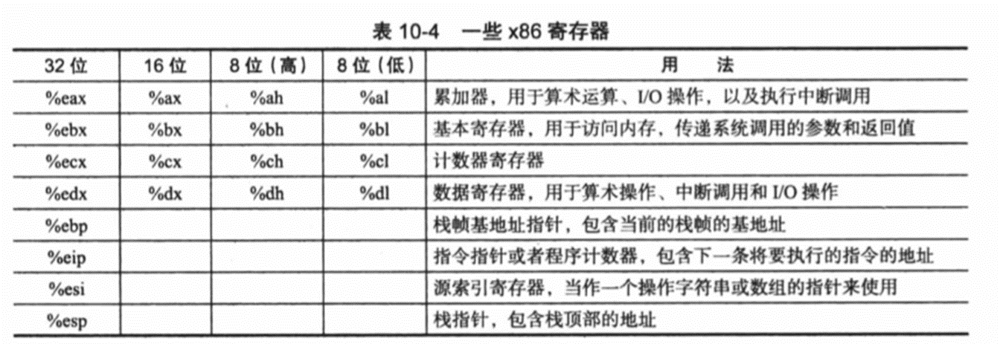 表 10-4 一些 x86 寄存器
32 位 16 位 8 位（高） 8 位（低） 用 法
%eax %ax %ah %al 累加器，用于算术运算、I/O 操作，以及执行中断调用
%ebx %bx %bh %bl 基本寄存器，用于访问内存，传递系统调用的参数和返回值
%ecx %cx %ch %cl 计数器寄存器
%edx %dx %dh %dl 数据寄存器，用于算术操作、中断调用和 I/O 操作
%ebp 栈帧基地址指针，包含当前的栈帧的基地址
%eip 指令指针或者程序计数器，包含下一条将要执行的指令的地址
%esi 源索引寄存器，当作一个操作字符串或数组的指针来使用
%esp 栈指针，包含栈顶部的地址